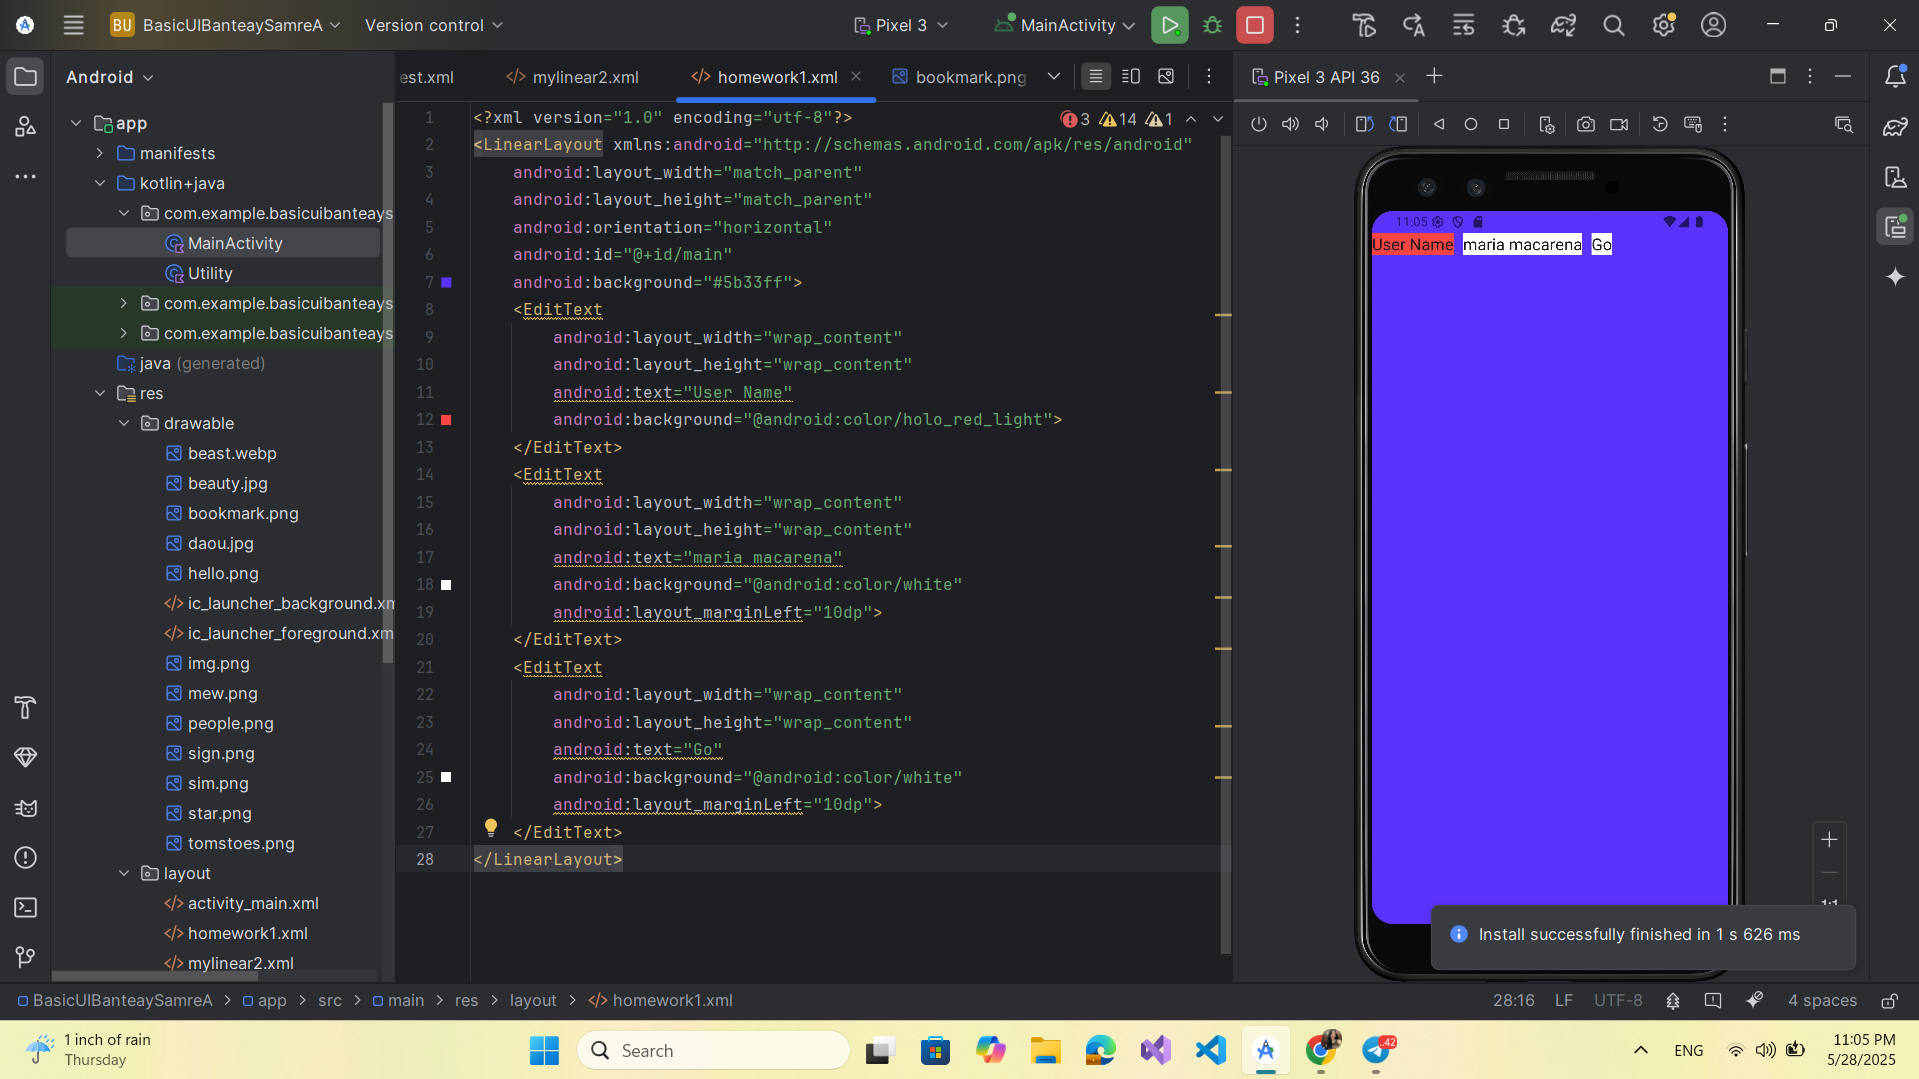 BU BasicUIBanteaySamreA Version control Pixel 3 MainActivity
Android
est.xml mylinear2.xml homework1.xml bookmark.png
Pixel 3 API 36
app
manifests
kotlin+java
com.example.basicuibanteays
MainActivity
Utility
com.example.basicuibanteays
com.example.basicuibanteays
java (generated)
res
drawable
beast.webp
beauty.jpg
bookmark.png
daou.jpg
hello.png
ic_launcher_background.xm
ic_launcher_foreground.xm
img.png
mew.png
people.png
sign.png
sim.png
star.png
tomstoes.png
layout
activity_main.xml
homework1.xml
mylinear2.xml
3 14 1
1 <?xml version="1.0" encoding="utf-8"?>
2 <LinearLayout xmlns:android="http://schemas.android.com/apk/res/android"
3 android:layout_width="match_parent"
4 android:layout_height="match_parent"
5 android:orientation="horizontal"
6 android:id="@+id/main"
7 android:background="#5b33ff">
8 <EditText
9 android:layout_width="wrap_content"
10 android:layout_height="wrap_content"
11 android:text="User Name"
12 android:background="@android:color/holo_red_light">
13 </EditText>
14 <EditText
15 android:layout_width="wrap_content"
16 android:layout_height="wrap_content"
17 android:text="maria macarena"
18 android:background="@android:color/white"
19 android:layout_marginLeft="10dp">
20 </EditText>
21 <EditText
22 android:layout_width="wrap_content"
23 android:layout_height="wrap_content"
24 android:text="Go"
25 android:background="@android:color/white"
26 android:layout_marginLeft="10dp">
27 </EditText>
28 </LinearLayout>
11:05
User Name maria macarena Go
1:1
Install successfully finished in 1 s 626 ms
BasicUIBanteaySamreA > app > src > main > res > layout > homework1.xml
28:16 LF UTF-8 4 spaces
1 inch of rain
Thursday
Search
42
ENG
11:05 PM
5/28/2025